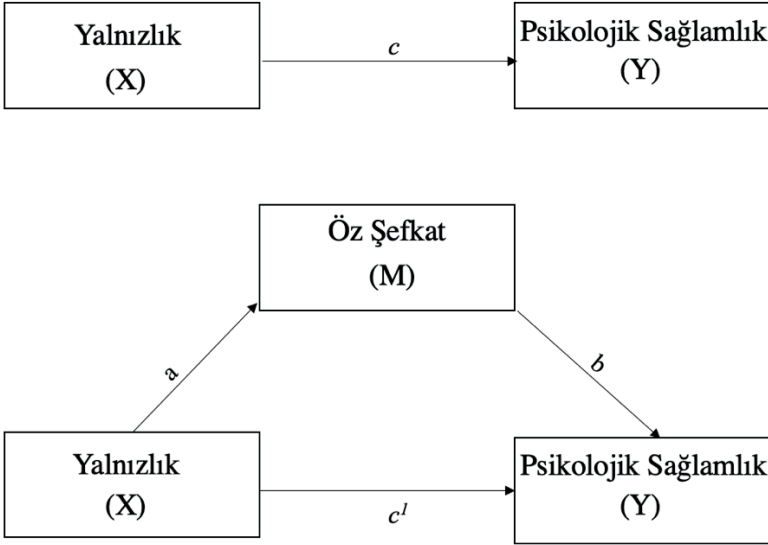 Yalnızlık
(X)
c
Psikolojik Sağlamlık
(Y)
Öz Şefkat
(M)
a
b
Yalnızlık
(X)
c¹
Psikolojik Sağlamlık
(Y)